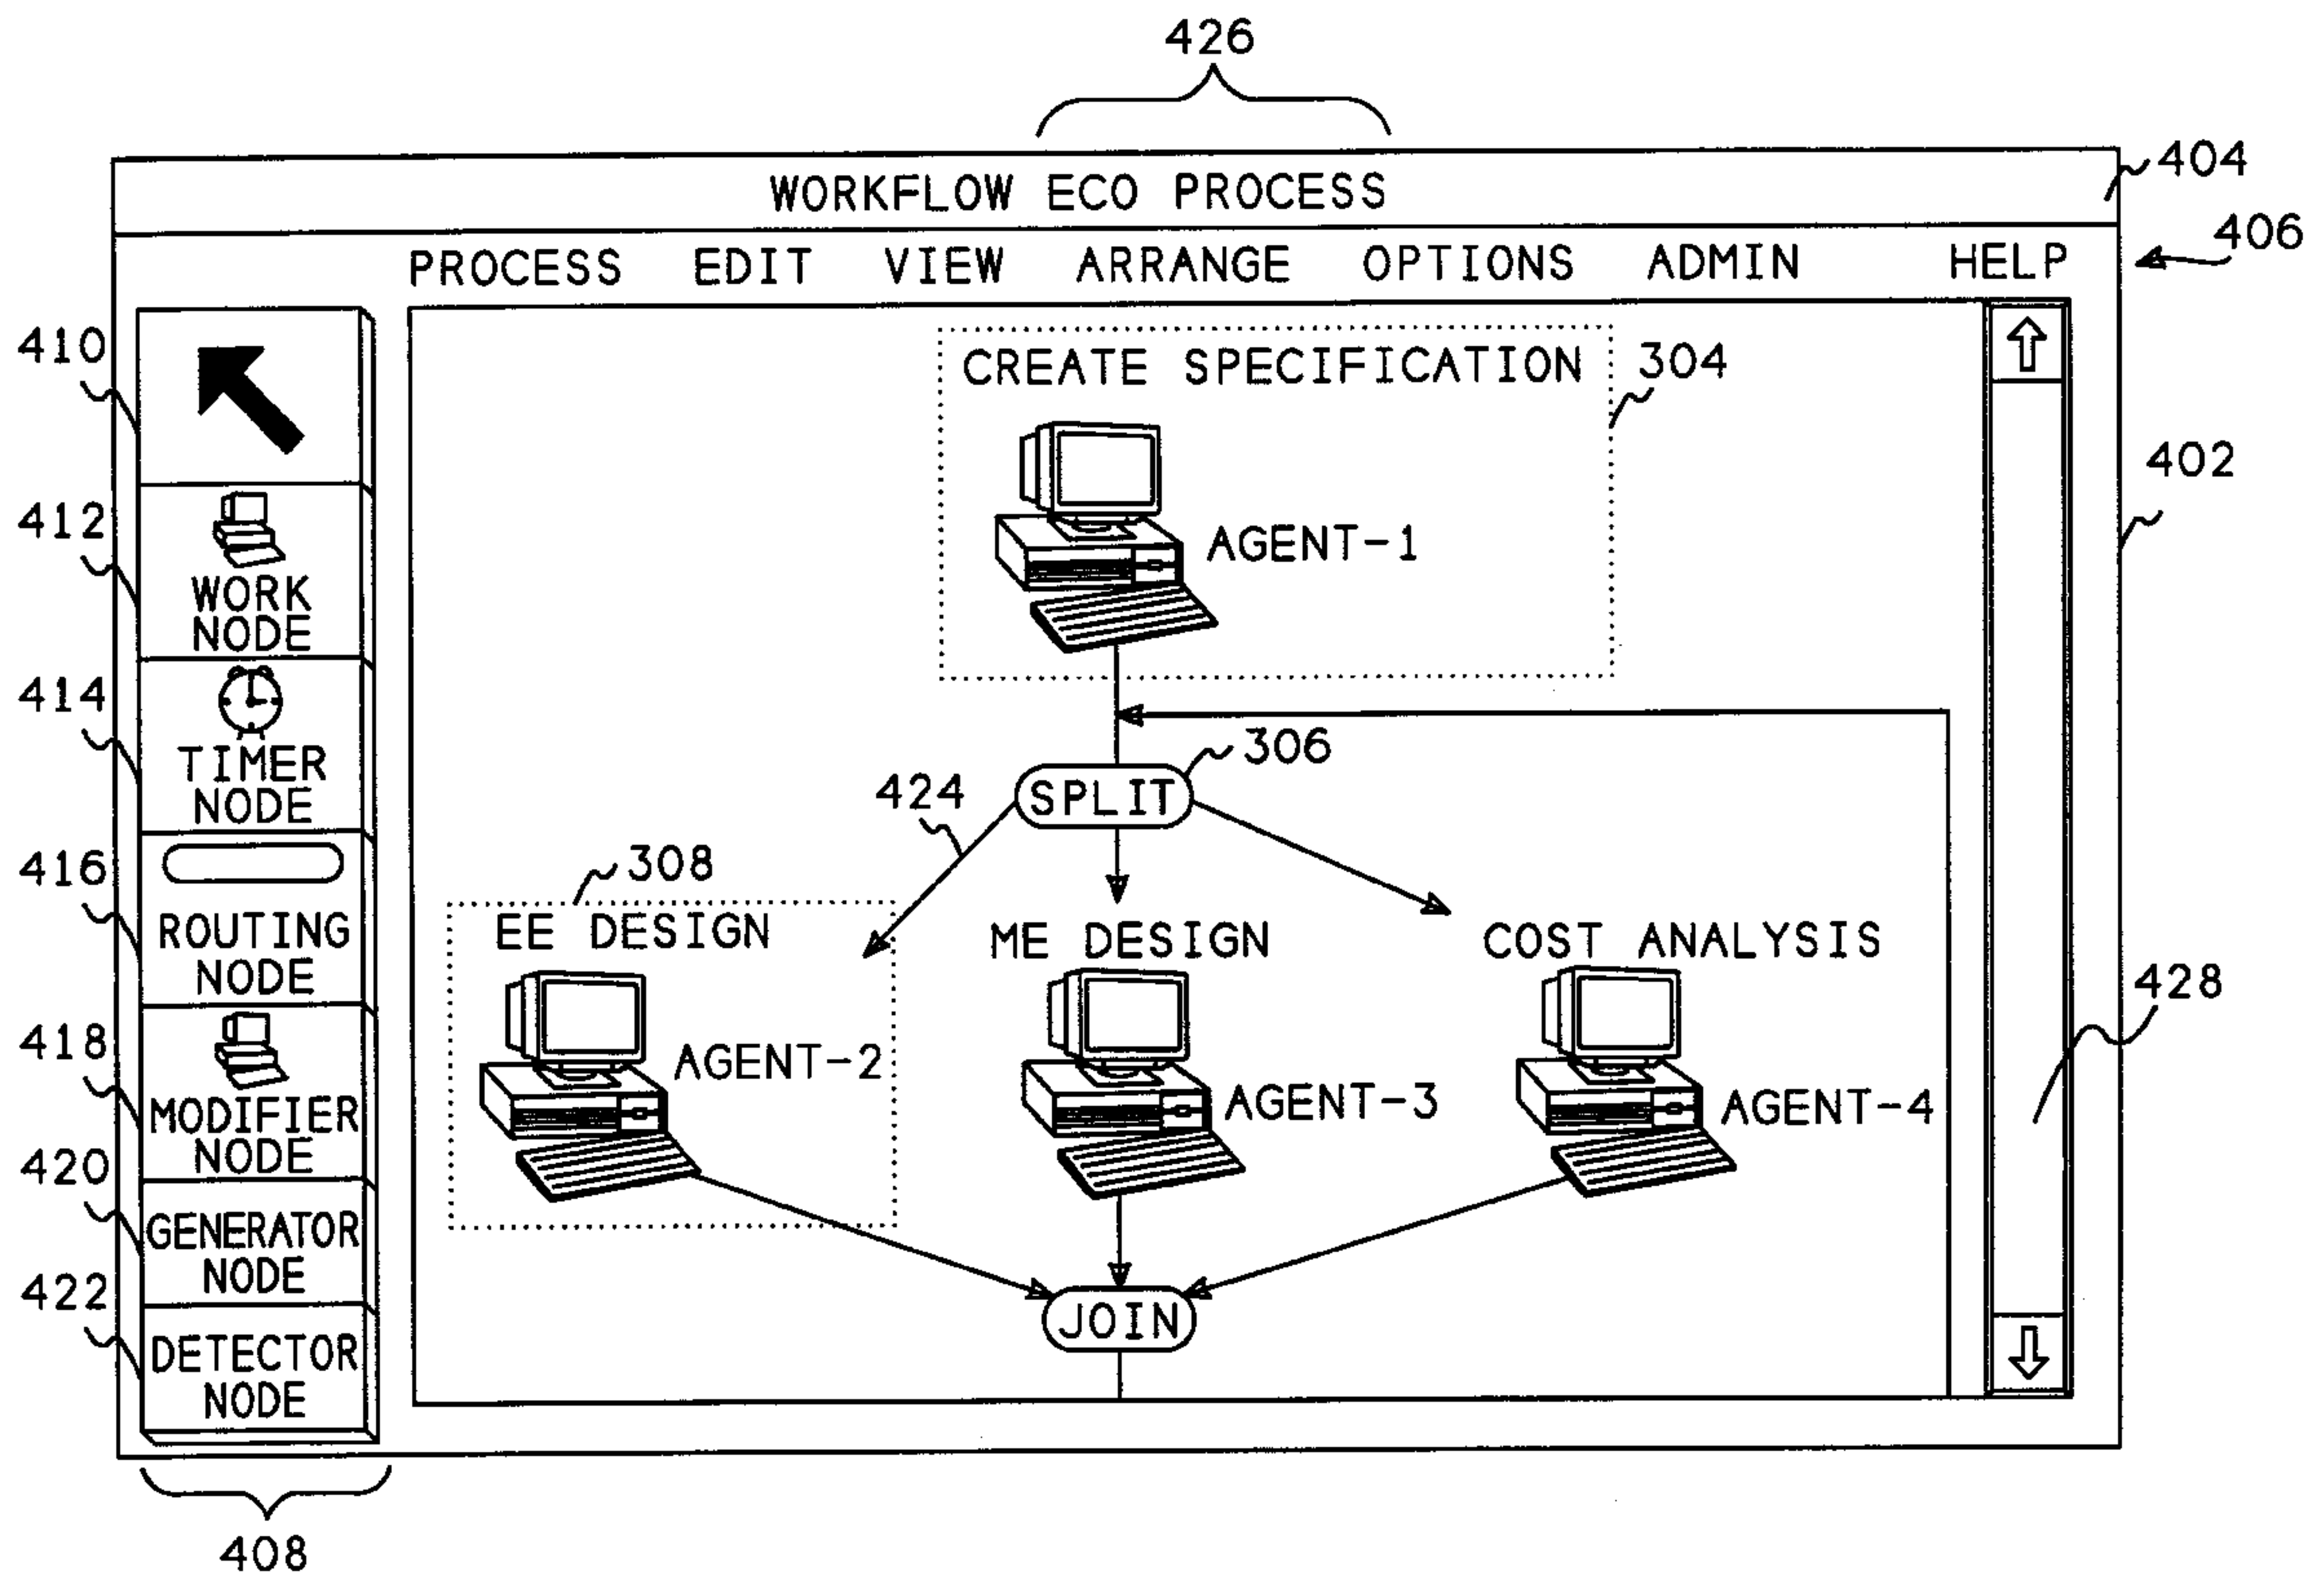 426
WORKFLOW ECO PROCESS
404
PROCESS EDIT VIEW ARRANGE OPTIONS ADMIN HELP
406
410
CREATE SPECIFICATION
304
402
412
WORK
NODE
AGENT-1
414
TIMER
NODE
306
SPLIT
424
416
ROUTING
NODE
308
EE DESIGN
ME DESIGN
COST ANALYSIS
428
418
MODIFIER
NODE
AGENT-2
AGENT-3
AGENT-4
420
GENERATOR
NODE
422
DETECTOR
NODE
JOIN
408